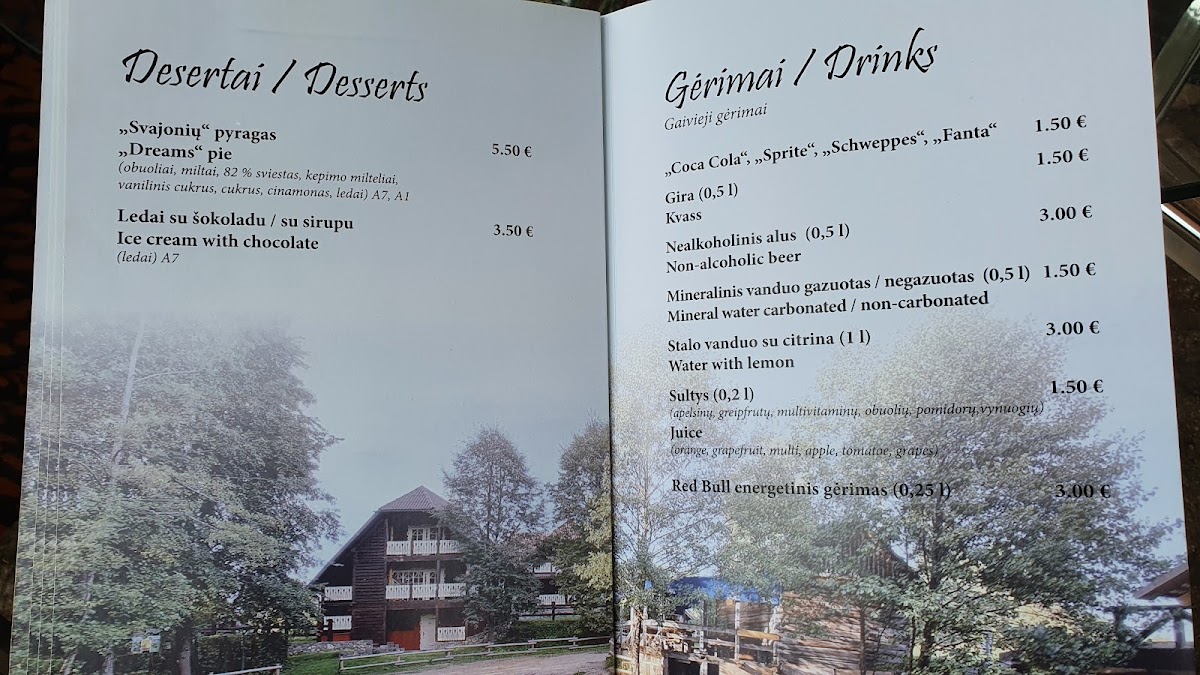 Desertai / Desserts
„Svajonių“ pyragas
„Dreams“ pie 5.50 €
(obuoliai, miltai, 82 % sviestas, kepimo milteliai,
vanilinis cukrus, cukrus, cinamonas, ledai) A7, A1
Ledai su šokoladu / su sirupu
Ice cream with chocolate 3.50 €
(ledai) A7
Gėrimai / Drinks
Gaivieji gėrimai
„Coca Cola“, „Sprite“, „Schweppes“, „Fanta“ 1.50 €
Gira (0,5 l) 1.50 €
Kvass
Nealkoholinis alus (0,5 l) 3.00 €
Non-alcoholic beer
Mineralinis vanduo gazuotas / negazuotas (0,5 l) 1.50 €
Mineral water carbonated / non-carbonated
Stalo vanduo su citrina (1 l) 3.00 €
Water with lemon
Sultys (0,2 l) 1.50 €
(apelsinų, greipfrutų, multivitaminų, obuolių, pomidorų,vynuogių)
Juice
(orange, grapefruit, multi, apple, tomatoe, grapes)
Red Bull energetinis gėrimas (0,25 l) 3.00 €